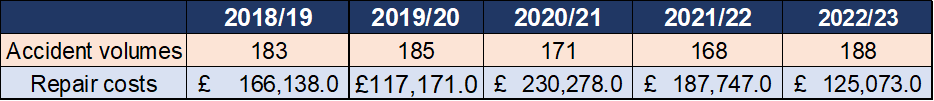 2018/19 2019/20 2020/21 2021/22 2022/23
Accident volumes 183 185 171 168 188
Repair costs £ 166,138.0 £117,171.0 £ 230,278.0 £ 187,747.0 £ 125,073.0